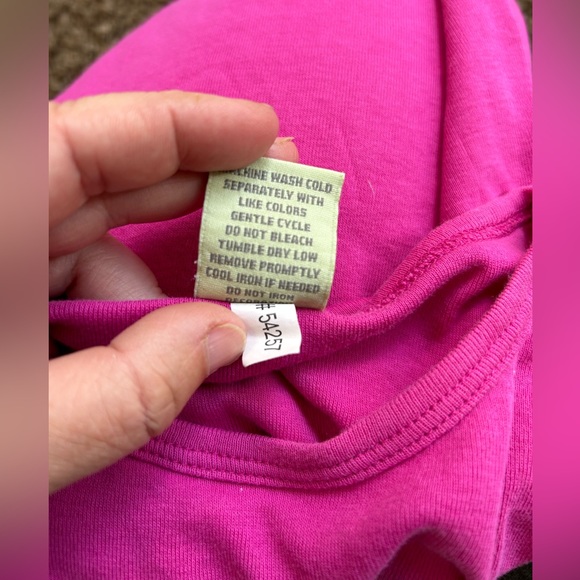 MACHINE WASH COLD
SEPARATELY WITH
LIKE COLORS
GENTLE CYCLE
DO NOT BLEACH
TUMBLE DRY LOW
REMOVE PROMPTLY
COOL IRON IF NEEDED
DO NOT IRON
# 54257